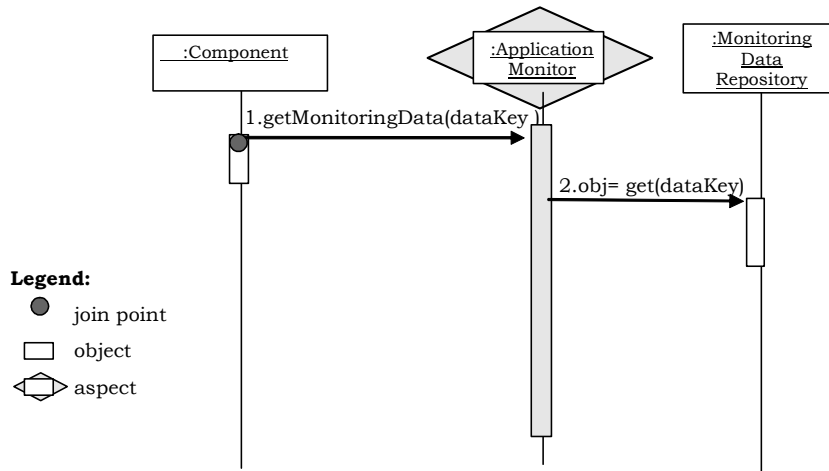 :Component
:Application
Monitor
:Monitoring
Data
Repository
1.getMonitoringData(dataKey )
2.obj= get(dataKey)
Legend:
join point
object
aspect